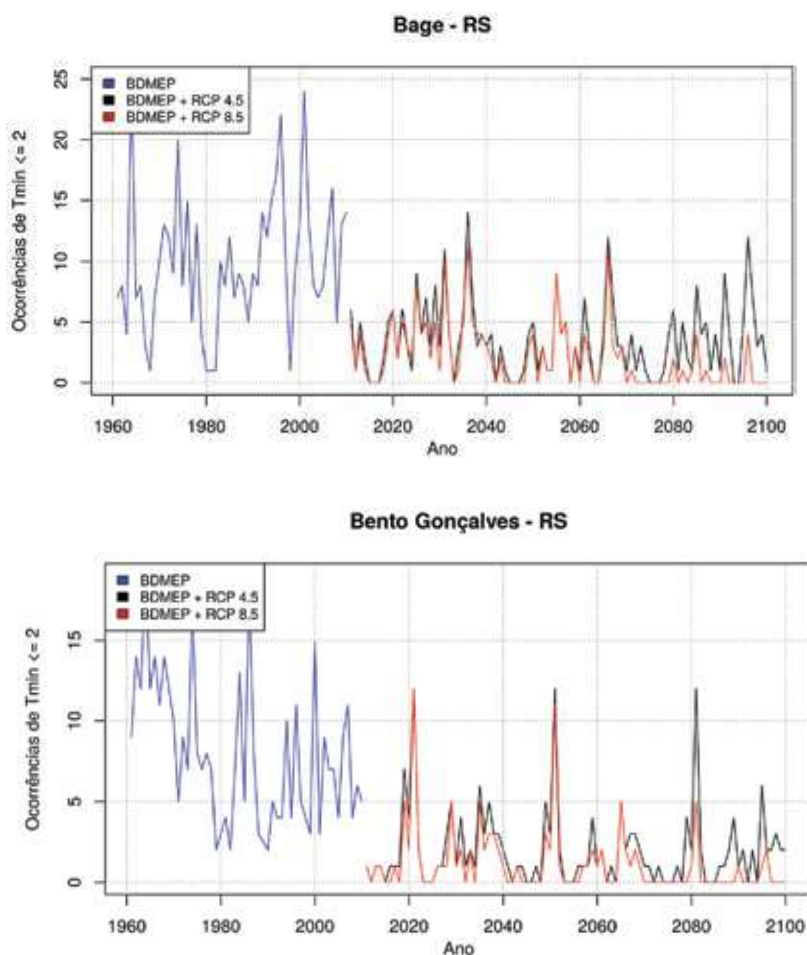 Bage - RS
BDMEP
BDMEP + RCP 4.5
BDMEP + RCP 8.5
Ocorrências de Tmin <= 2
25
20
15
10
5
0
1960 1980 2000 2020 2040 2060 2080 2100
Ano
Bento Gonçalves - RS
BDMEP
BDMEP + RCP 4.5
BDMEP + RCP 8.5
Ocorrências de Tmin <= 2
15
10
5
0
1960 1980 2000 2020 2040 2060 2080 2100
Ano